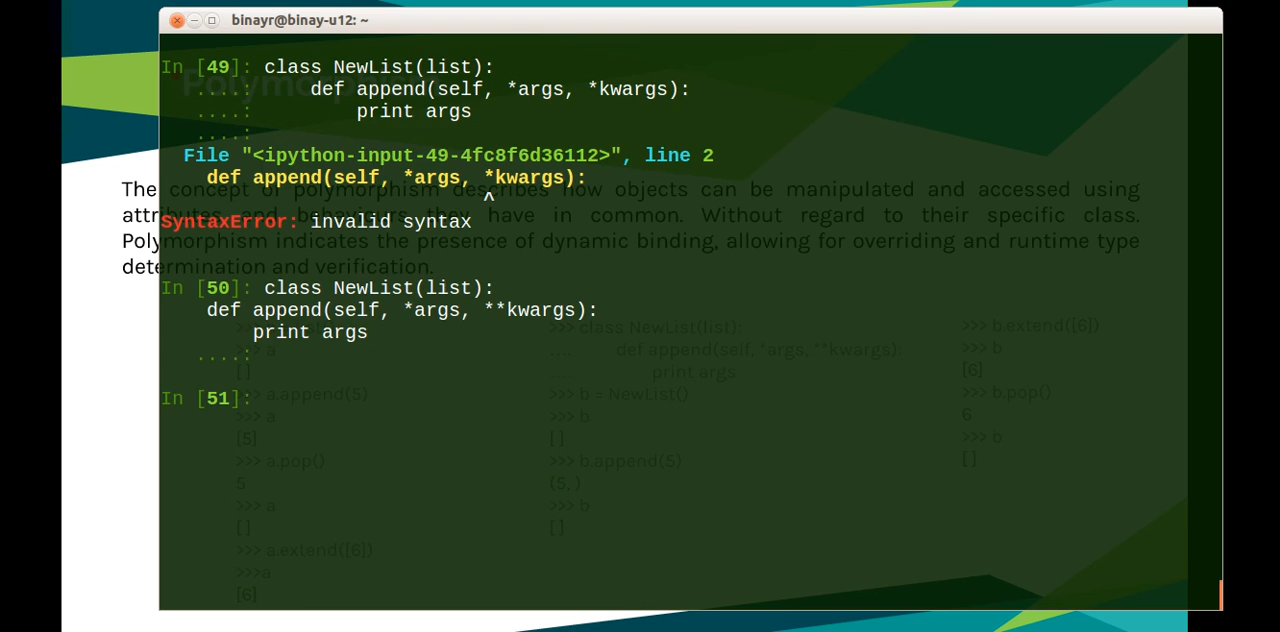 binayr@binay-u12: ~
Polymorphism
In [49]: class NewList(list):
....: def append(self, *args, *kwargs):
....: print args
....:
File "<ipython-input-49-4fc8f6d36112>", line 2
def append(self, *args, *kwargs):
^
SyntaxError: invalid syntax
In [50]: class NewList(list):
def append(self, *args, **kwargs):
print args
....:
In [51]:
The concept of polymorphism describes how objects can be manipulated and accessed using
attributes and behaviours they have in common. Without regard to their specific class.
Polymorphism indicates the presence of dynamic binding, allowing for overriding and runtime type
determination and verification.
>>> a
[]
>>> a.append(5)
>>> a
[5]
>>> a.pop()
5
>>> a
[]
>>> a.extend([6])
>>>a
[6]
>>> class NewList(list):
.... def append(self, *args, **kwargs):
.... print args
>>> b = NewList()
>>> b
[]
>>> b.append(5)
(5, )
>>> b
[]
>>> b.extend([6])
>>> b
[6]
>>> b.pop()
6
>>> b
[]